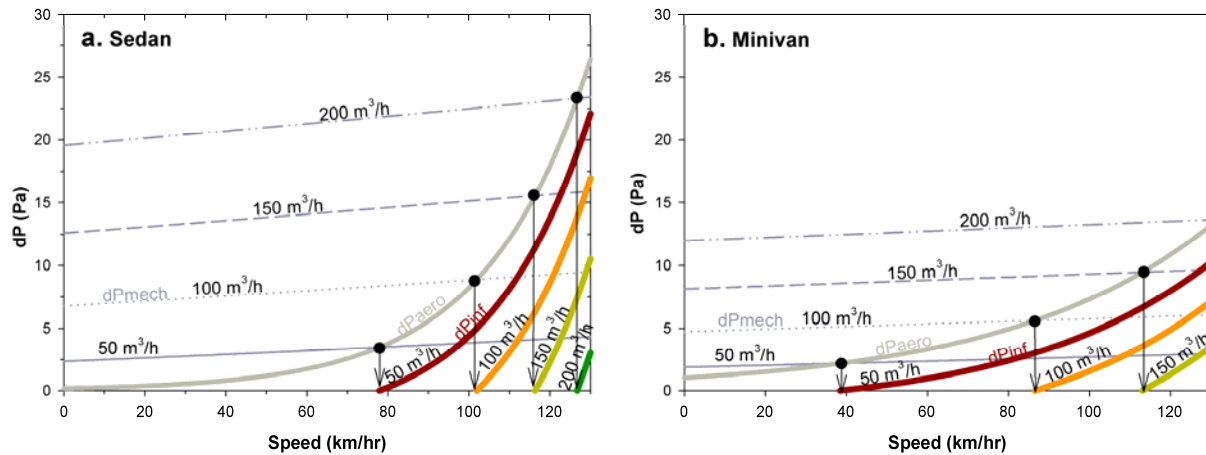 a. Sedan
30
25
20
15
10
5
0
dP (Pa)
200 m³/h
150 m³/h
dPmech
100 m³/h
50 m³/h
dPaero
dPinf
50 m³/h
100 m³/h
150 m³/h
200 m³/h
0 20 40 60 80 100 120
Speed (km/hr)
b. Minivan
30
25
20
15
10
5
0
dP (Pa)
200 m³/h
150 m³/h
dPmech
100 m³/h
50 m³/h
dPaero
dPinf
50 m³/h
100 m³/h
150 m³/h
0 20 40 60 80 100 120
Speed (km/hr)